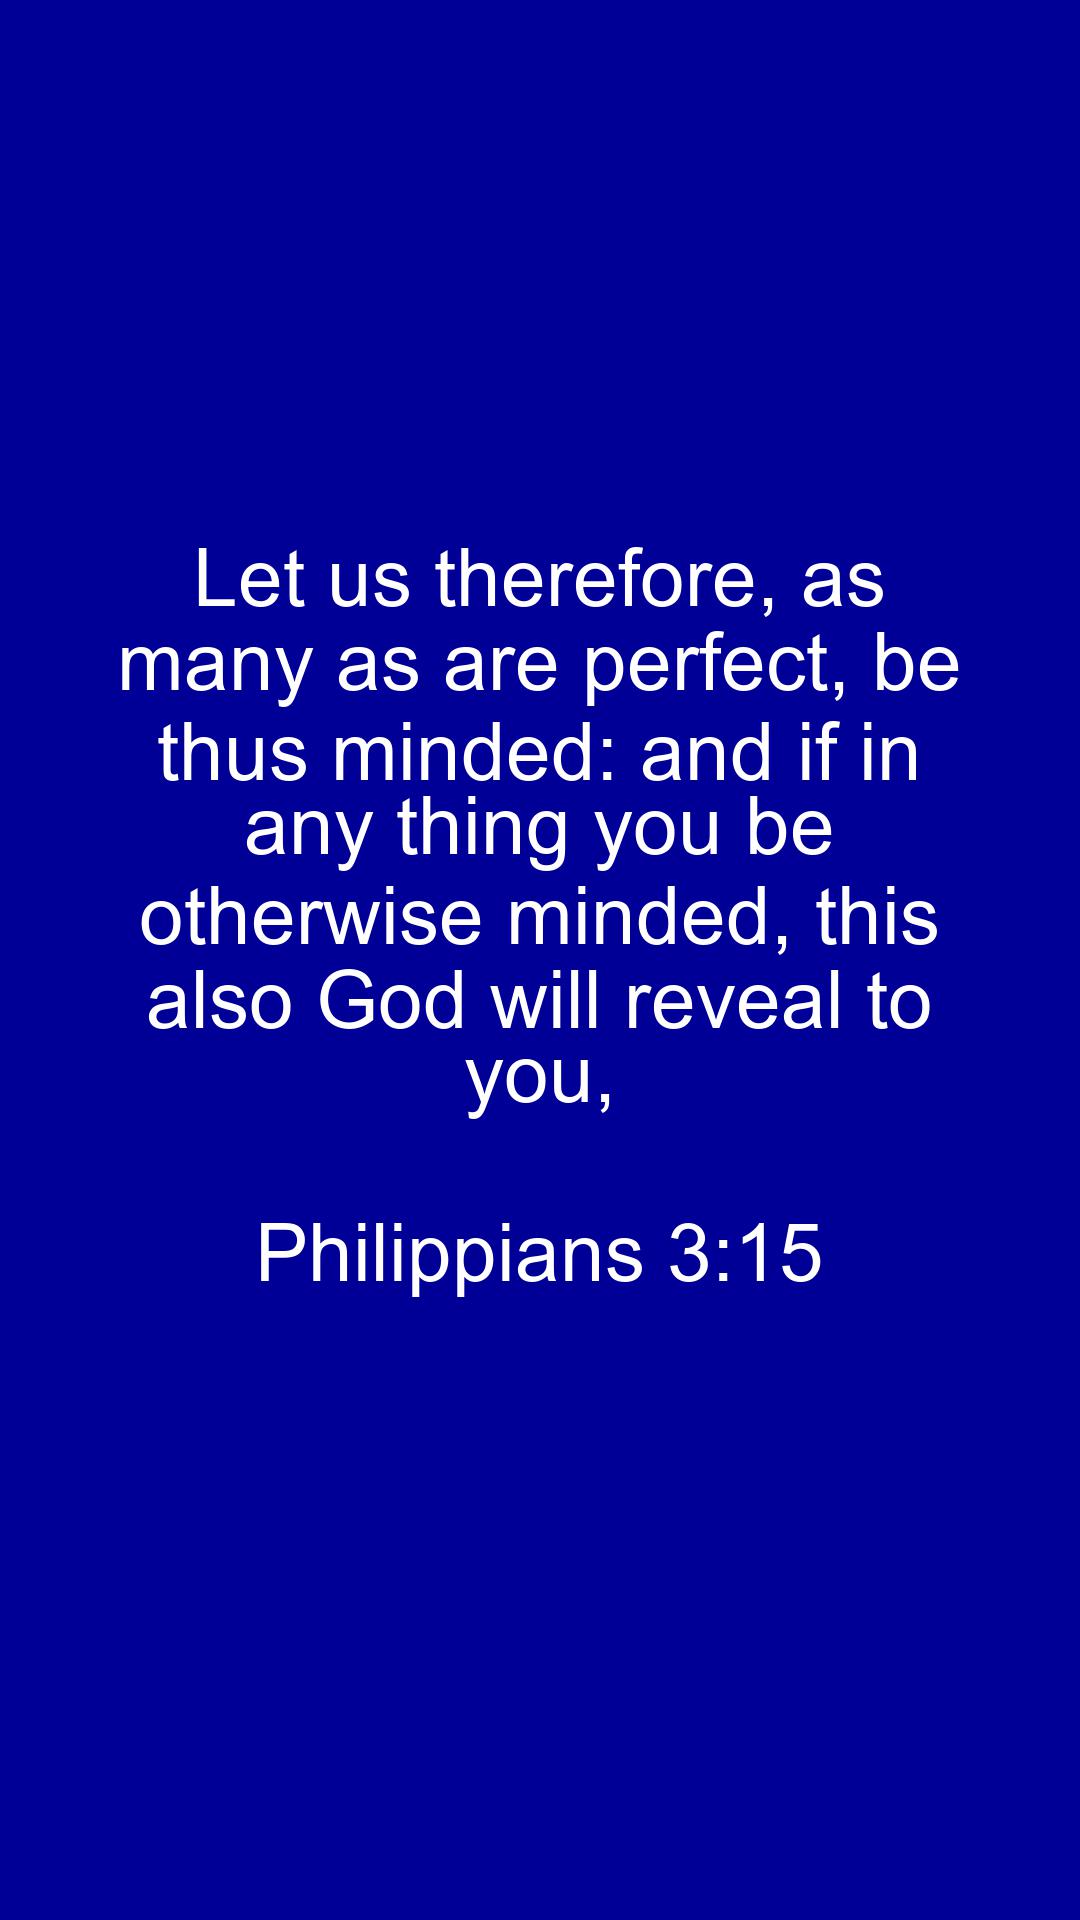 Let us therefore, as
many as are perfect, be
thus minded: and if in
any thing you be
otherwise minded, this
also God will reveal to
you,
Philippians 3:15